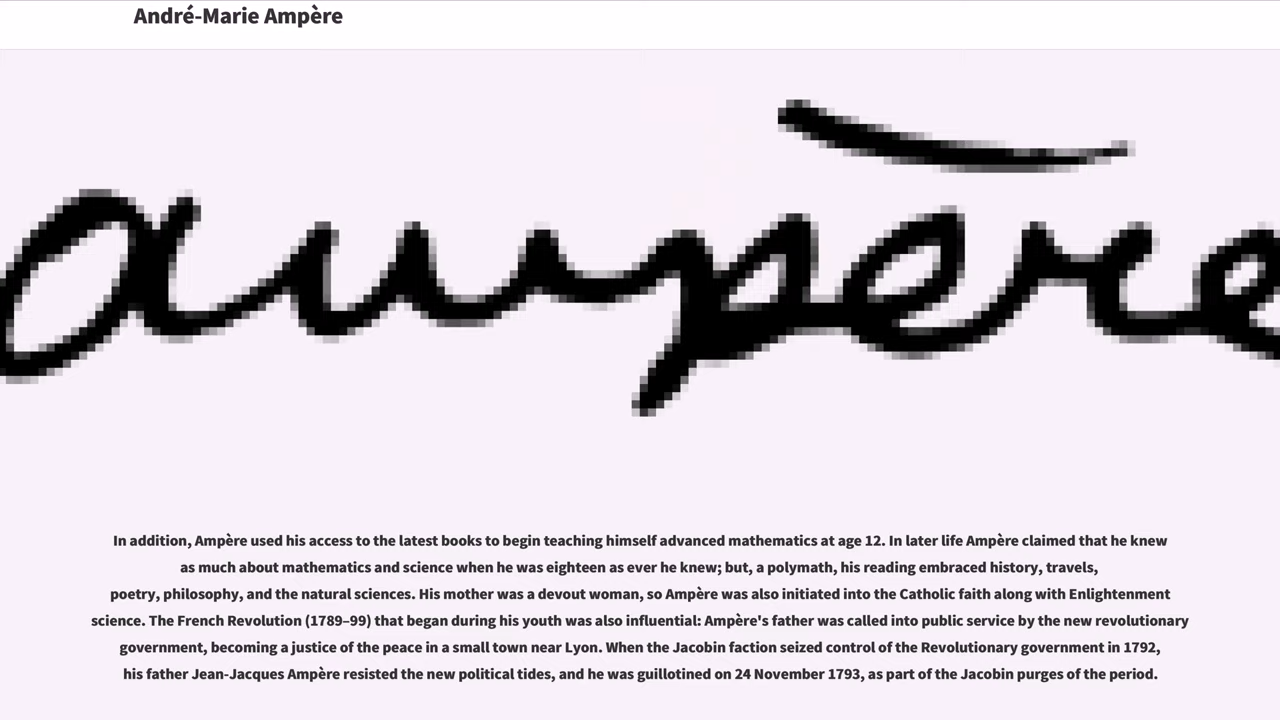 André-Marie Ampère
ampère
In addition, Ampère used his access to the latest books to begin teaching himself advanced mathematics at age 12. In later life Ampère claimed that he knew
as much about mathematics and science when he was eighteen as ever he knew; but, a polymath, his reading embraced history, travels,
poetry, philosophy, and the natural sciences. His mother was a devout woman, so Ampère was also initiated into the Catholic faith along with Enlightenment
science. The French Revolution (1789–99) that began during his youth was also influential: Ampère's father was called into public service by the new revolutionary
government, becoming a justice of the peace in a small town near Lyon. When the Jacobin faction seized control of the Revolutionary government in 1792,
his father Jean-Jacques Ampère resisted the new political tides, and he was guillotined on 24 November 1793, as part of the Jacobin purges of the period.